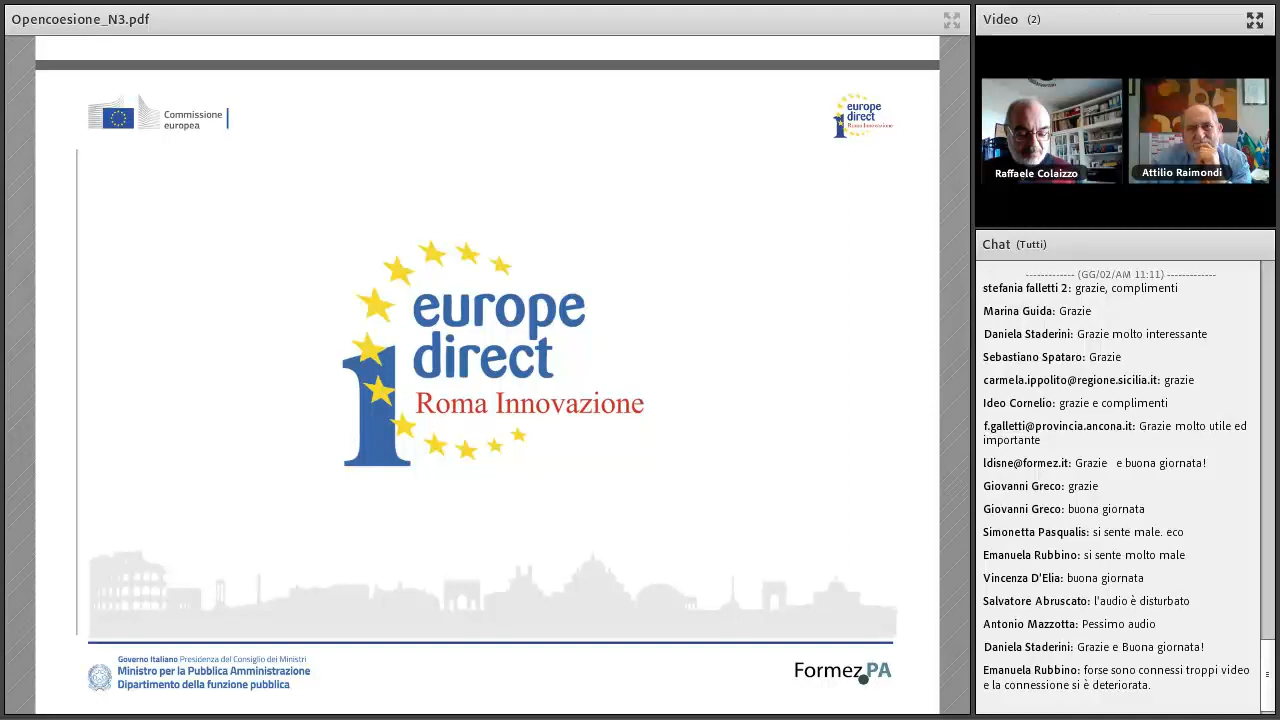 Opencoesione_N3.pdf
Commissione
europea
europe
direct
Roma Innovazione
europe
direct
Roma Innovazione
Governo Italiano Presidenza del Consiglio dei Ministri
Ministro per la Pubblica Amministrazione
Dipartimento della funzione pubblica
Formez PA
Video (2)
Raffaele Colaizzo
Attilio Raimondi
Chat (Tutti)
------------- (GG/02/AM 11:11) -------------
stefania falletti 2: grazie, complimenti
Marina Guida: Grazie
Daniela Staderini: Grazie molto interessante
Sebastiano Spataro: Grazie
carmela.ippolito@regione.sicilia.it: grazie
Ideo Cornelio: grazie e complimenti
f.galletti@provincia.ancona.it: Grazie molto utile ed
importante
ldisne@formez.it: Grazie e buona giornata!
Giovanni Greco: grazie
Giovanni Greco: buona giornata
Simonetta Pasqualis: si sente male. eco
Emanuela Rubbino: si sente molto male
Vincenza D'Elia: buona giornata
Salvatore Abruscato: l'audio è disturbato
Antonio Mazzotta: Pessimo audio
Daniela Staderini: Grazie e Buona giornata!
Emanuela Rubbino: forse sono connessi troppi video
e la connessione si è deteriorata.